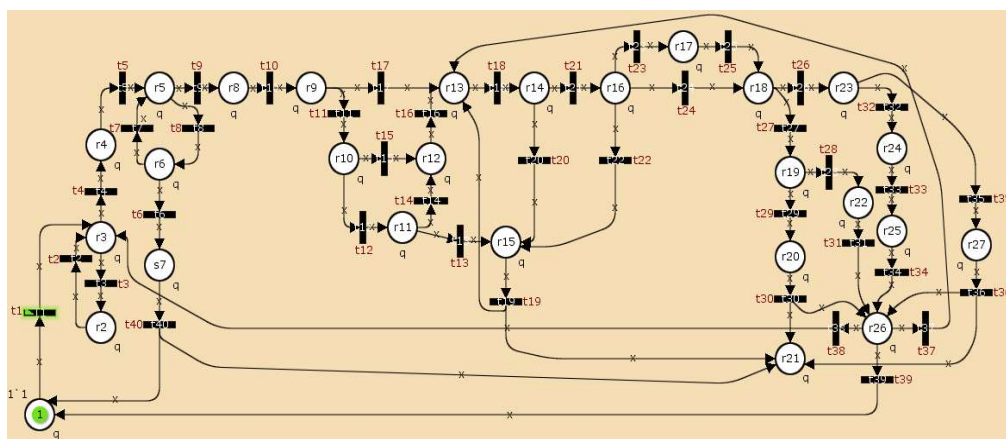 r17
t23
t25
t5
t9
t10
t17
t18
t21
t24
t26
r5
r8
r9
r13
r14
r16
r18
r23
q
t7
t8
t11
t16
t15
t20
t22
t27
t32
r4
r6
r10
r12
r19
t28
r24
t4
t6
t14
t33
t35
r22
r3
r11
r15
t29
r25
r27
t2
t3
s7
t12
t13
t31
t34
r20
t1
t40
t19
t30
t36
r2
r21
t38
r26
t37
t39
1`1
1
q
x